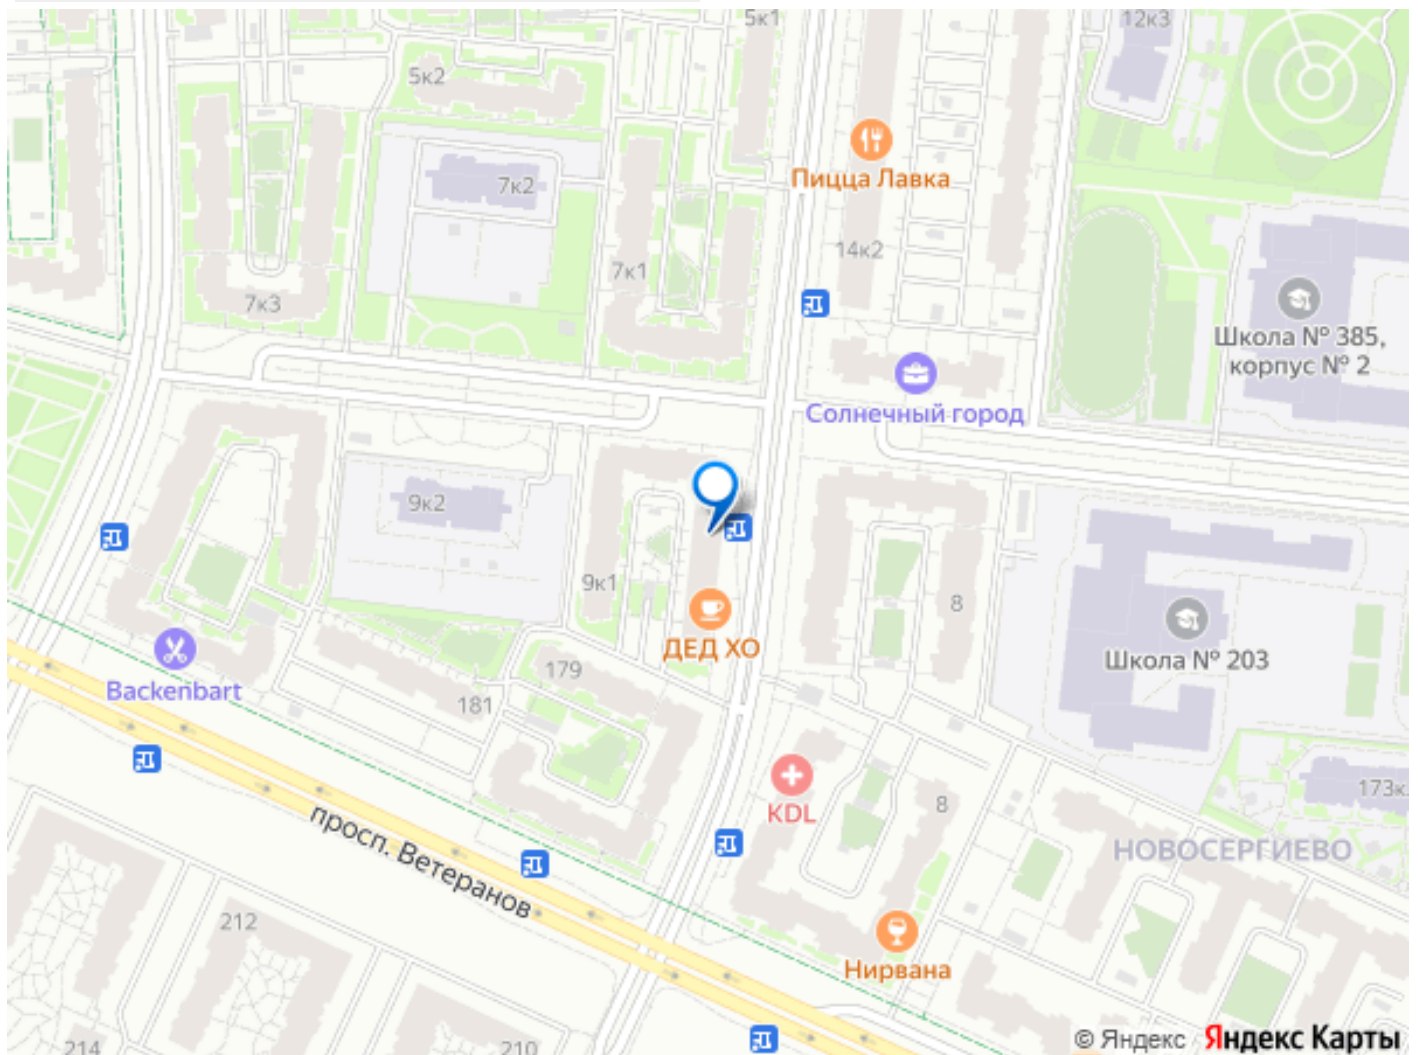 5к1
12к3
5к2
Пицца Лавка
7к2
14к2
7к1
7к3
Школа № 385,
корпус № 2
Солнечный город
9к2
9к1
8
ДЕД ХО
Школа № 203
179
Backenbart
181
173к
KDL
8
НОВОСЕРГИЕВО
просп. Ветеранов
212
Нирвана
214
210
© Яндекс Яндекс Карты